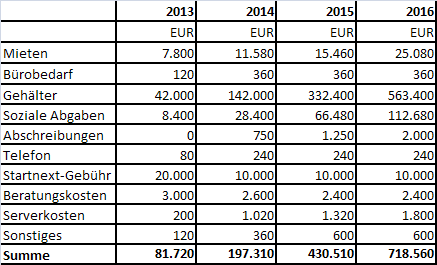 2013 2014 2015 2016
EUR EUR EUR EUR
Mieten 7.800 11.580 15.460 25.080
Bürobedarf 120 360 360 360
Gehälter 42.000 142.000 332.400 563.400
Soziale Abgaben 8.400 28.400 66.480 112.680
Abschreibungen 0 750 1.250 2.000
Telefon 80 240 240 240
Startnext-Gebühr 20.000 10.000 10.000 10.000
Beratungskosten 3.000 2.600 2.400 2.400
Serverkosten 200 1.020 1.320 1.800
Sonstiges 120 360 600 600
Summe 81.720 197.310 430.510 718.560